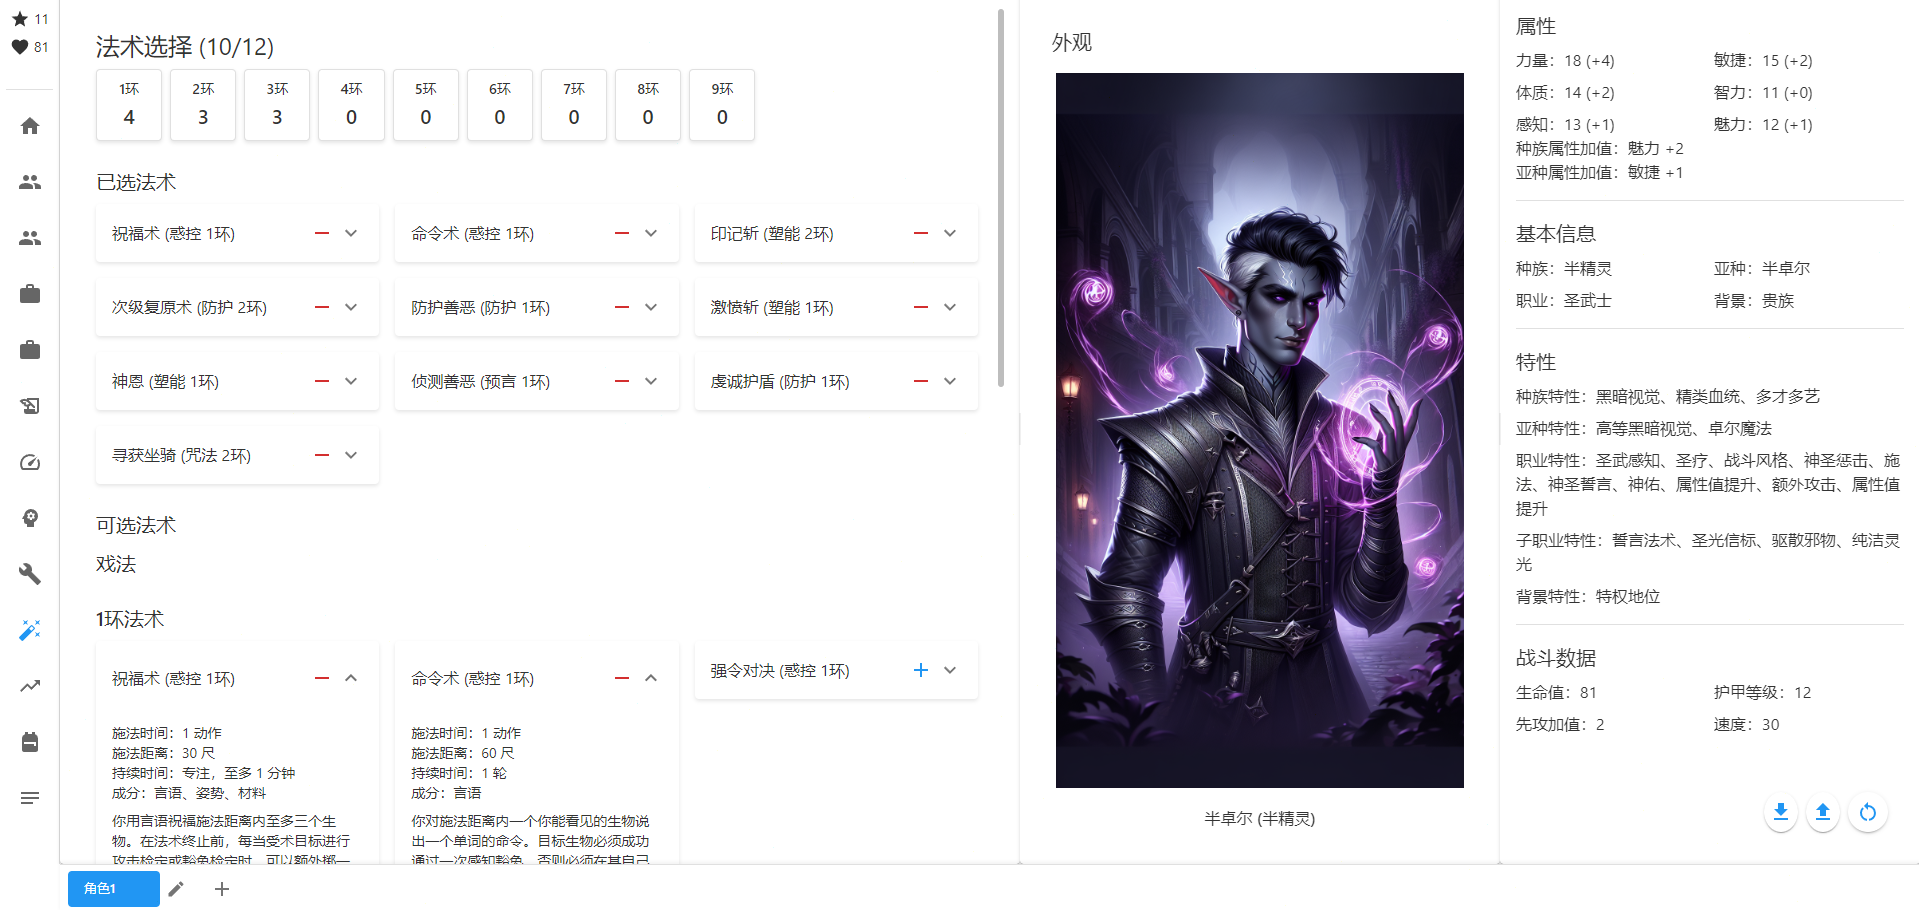 11
81
法术选择 (10/12)
1环
2环
3环
4环
5环
6环
7环
8环
9环
4
3
3
0
0
0
0
0
0
已选法术
祝福术 (惑控 1环)
命令术 (惑控 1环)
印记斩 (塑能 2环)
次级复原术 (防护 2环)
防护善恶 (防护 1环)
激愤斩 (塑能 1环)
神恩 (塑能 1环)
侦测善恶 (预言 1环)
虔诚护盾 (防护 1环)
寻获坐骑 (咒法 2环)
可选法术
戏法
1环法术
祝福术 (惑控 1环)
施法时间：1 动作
施法距离：30 尺
持续时间：专注，至多 1 分钟
成分：言语、姿势、材料
你用言语祝福施法距离内至多三个生
物。在法术终止前，每当受术目标进行
攻击检定或豁免检定时，可以额外掷一
命令术 (惑控 1环)
施法时间：1 动作
施法距离：60 尺
持续时间：1 轮
成分：言语
你对施法距离内一个你能看见的生物说
出一个单词的命令。目标生物必须成功
通过一次感知豁免，否则必须在其自己
强令对决 (惑控 1环)
外观
半卓尔 (半精灵)
属性
力量：18 (+4)
敏捷：15 (+2)
体质：14 (+2)
智力：11 (+0)
感知：13 (+1)
魅力：12 (+1)
种族属性加值：魅力 +2
亚种属性加值：敏捷 +1
基本信息
种族：半精灵
亚种：半卓尔
职业：圣武士
背景：贵族
特性
种族特性：黑暗视觉、精类血统、多才多艺
亚种特性：高等黑暗视觉、卓尔魔法
职业特性：圣武感知、圣疗、战斗风格、神圣惩击、施
法、神圣誓言、神佑、属性值提升、额外攻击、属性值
提升
子职业特性：誓言法术、圣光信标、驱散邪物、纯洁灵
光
背景特性：特权地位
战斗数据
生命值：81
护甲等级：12
先攻加值：2
速度：30
角色1